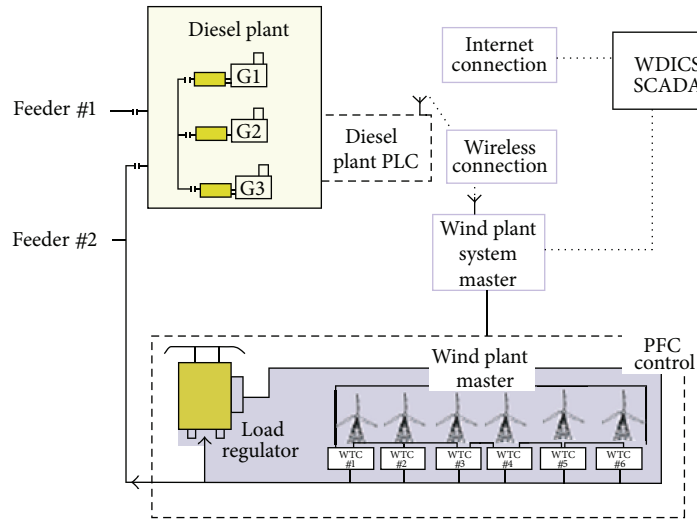 Diesel plant
G1
G2
G3
Feeder #1
Feeder #2
Diesel
plant PLC
Internet
connection
WDICS
SCADA
Wireless
connection
Wind plant
system
master
PFC
control
Wind plant
master
Load
regulator
WTC
#1
WTC
#2
WTC
#3
WTC
#4
WTC
#5
WTC
#6